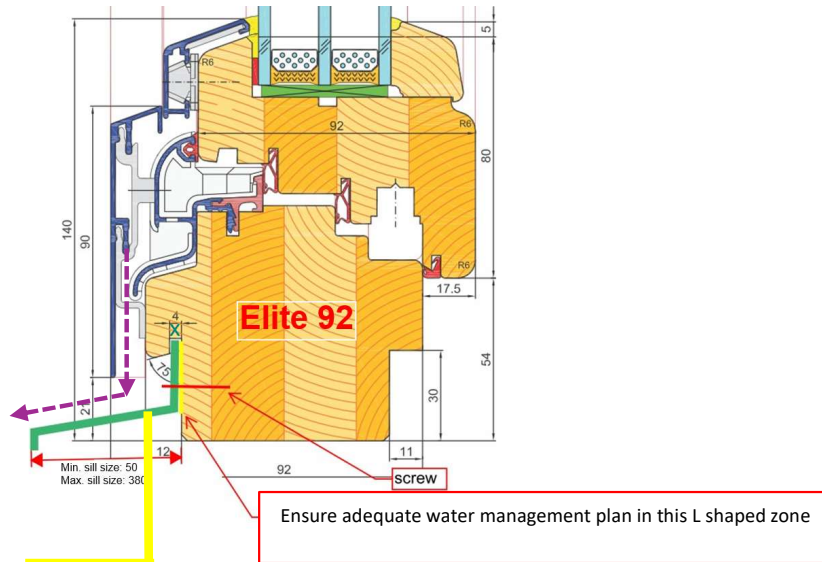 5
R6
92
R6
80
140
90
R6
17.5
4
Elite 92
X
75
54
30
21
12
11
Min. sill size: 50
Max. sill size: 380
92
screw
Ensure adequate water management plan in this L shaped zone